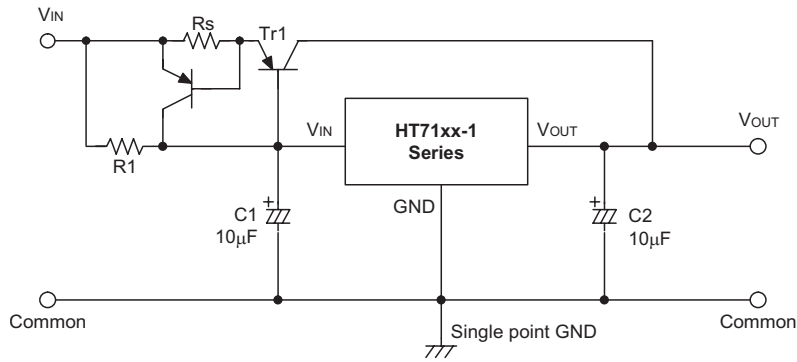 VIN
Rs
Tr1
R1
VIN
HT71xx-1
Series
VOUT
VOUT
GND
C1
10μF
C2
10μF
Common
Single point GND
Common